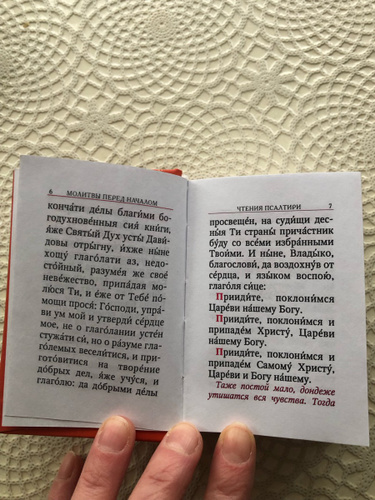 6 МОЛИТВЫ ПЕРЕД НАЧАЛОМ
конча́ти де́лы благи́ми бо-
годухнове́нныя сия́ кни́ги,
я́же Святы́й Дух усты́ Дави́-
довы отры́гну, и́хже ны́не
хощу́ глаго́лати аз, недо-
сто́йный, разуме́я же свое́
неве́жество, припа́дая мо-
лю́ся Ти, и е́же от Тебе́ по́-
мощи прося́: Го́споди, упра́-
ви ум мой и утверди́ се́рдце
мое́, не о глаго́лании устен
стужа́ти си, но о ра́зуме гла-
го́лемых весели́тися, и при-
гото́витися на творе́ние
до́брых дел, я́же учу́ся, и
глаго́лю: да до́брыми де́лы
ЧТЕНИЯ ПСАЛТИРИ 7
просвеще́н, на суди́щи дес-
ны́я Ти страны́ прича́стник
бу́ду со все́ми избра́нными
Твои́ми. И ны́не, Влады́ко,
благослови́, да воздохну́в от
се́рдца, и язы́ком воспою́,
глаго́ля си́це:
Прииди́те, поклони́мся
Царе́ви на́шему Бо́гу.
Прииди́те, поклони́мся и
припаде́м Христу́, Царе́ви
на́шему Бо́гу.
Прииди́те, поклони́мся и
припаде́м Самому́ Христу́,
Царе́ви и Бо́гу на́шему.
Таже постой мало, дондеже
утишатся вся чувства. Тогда